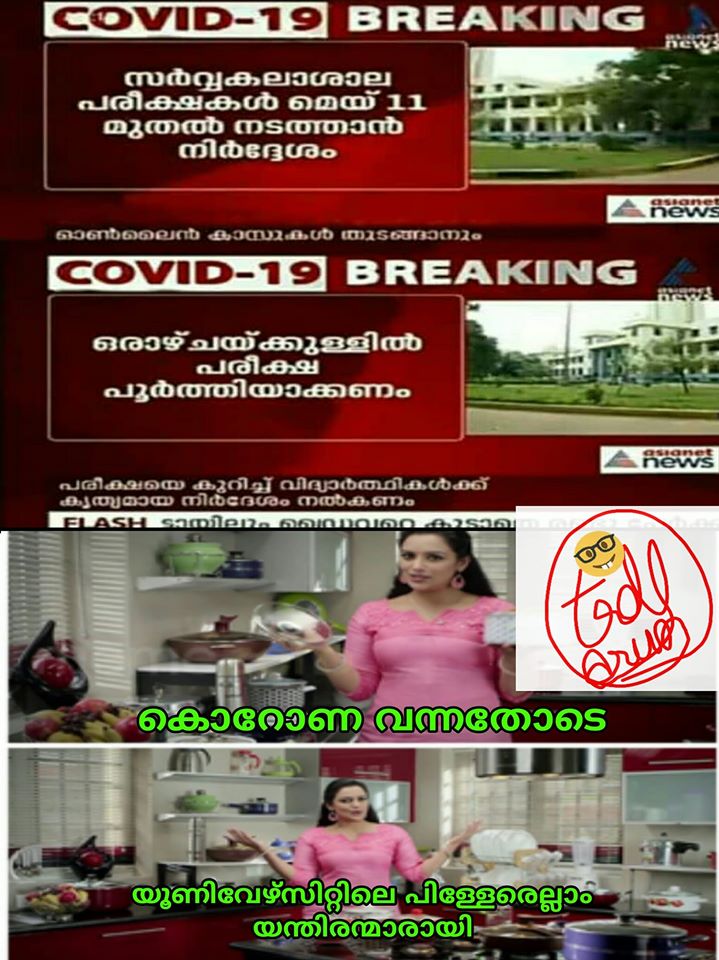 COVID-19 BREAKING
asianet news
സർവ്വകലാശാല
പരീക്ഷകൾ മെയ് 11
മുതൽ നടത്താൻ
നിർദ്ദേശം
asianet news
ഓൺലൈൻ ക്ലാസുകൾ തുടങ്ങാനും
COVID-19 BREAKING
asianet news
ഒരാഴ്ചയ്ക്കുള്ളിൽ
പരീക്ഷ
പൂർത്തിയാക്കണം
asianet news
പരീക്ഷയെ കുറിച്ച് വിദ്യാർത്ഥികൾക്ക്
കൃത്യമായ നിർദേശം നൽകണം
FLASH
കൊറോണ വന്നതോടെ
യൂണിവേഴ്സിറ്റിലെ പിള്ളേരെല്ലാം
യന്തിരന്മാരായി